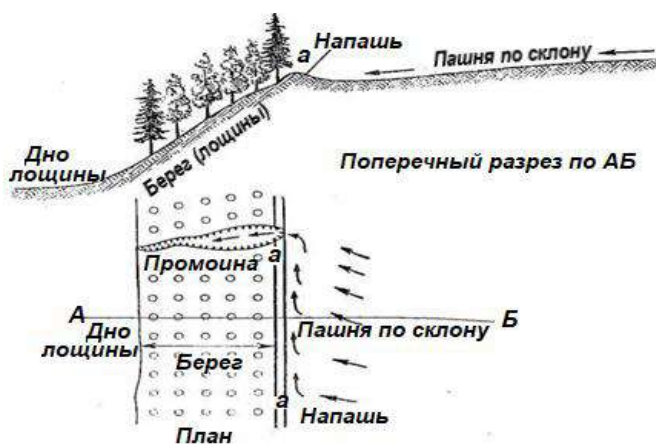 а
Напашь
Пашня по склону
Дно
лощины
Берег (лощины)
Поперечный разрез по АБ
Промоина
а
А
Б
Дно
лощины
Пашня по склону
Берег
а
Напашь
План